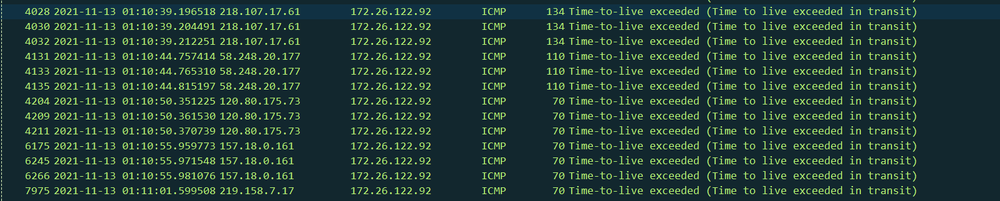 4028 2021-11-13 01:10:39.196518 218.107.17.61 172.26.122.92 ICMP 134 Time-to-live exceeded (Time to live exceeded in transit)
4030 2021-11-13 01:10:39.204491 218.107.17.61 172.26.122.92 ICMP 134 Time-to-live exceeded (Time to live exceeded in transit)
4032 2021-11-13 01:10:39.212251 218.107.17.61 172.26.122.92 ICMP 134 Time-to-live exceeded (Time to live exceeded in transit)
4131 2021-11-13 01:10:44.757414 58.248.20.177 172.26.122.92 ICMP 110 Time-to-live exceeded (Time to live exceeded in transit)
4133 2021-11-13 01:10:44.765310 58.248.20.177 172.26.122.92 ICMP 110 Time-to-live exceeded (Time to live exceeded in transit)
4135 2021-11-13 01:10:44.815197 58.248.20.177 172.26.122.92 ICMP 110 Time-to-live exceeded (Time to live exceeded in transit)
4204 2021-11-13 01:10:50.351225 120.80.175.73 172.26.122.92 ICMP 70 Time-to-live exceeded (Time to live exceeded in transit)
4209 2021-11-13 01:10:50.361530 120.80.175.73 172.26.122.92 ICMP 70 Time-to-live exceeded (Time to live exceeded in transit)
4211 2021-11-13 01:10:50.370739 120.80.175.73 172.26.122.92 ICMP 70 Time-to-live exceeded (Time to live exceeded in transit)
6175 2021-11-13 01:10:55.959773 157.18.0.161 172.26.122.92 ICMP 70 Time-to-live exceeded (Time to live exceeded in transit)
6245 2021-11-13 01:10:55.971548 157.18.0.161 172.26.122.92 ICMP 70 Time-to-live exceeded (Time to live exceeded in transit)
6266 2021-11-13 01:10:55.981076 157.18.0.161 172.26.122.92 ICMP 70 Time-to-live exceeded (Time to live exceeded in transit)
7975 2021-11-13 01:11:01.599508 219.158.7.17 172.26.122.92 ICMP 70 Time-to-live exceeded (Time to live exceeded in transit)